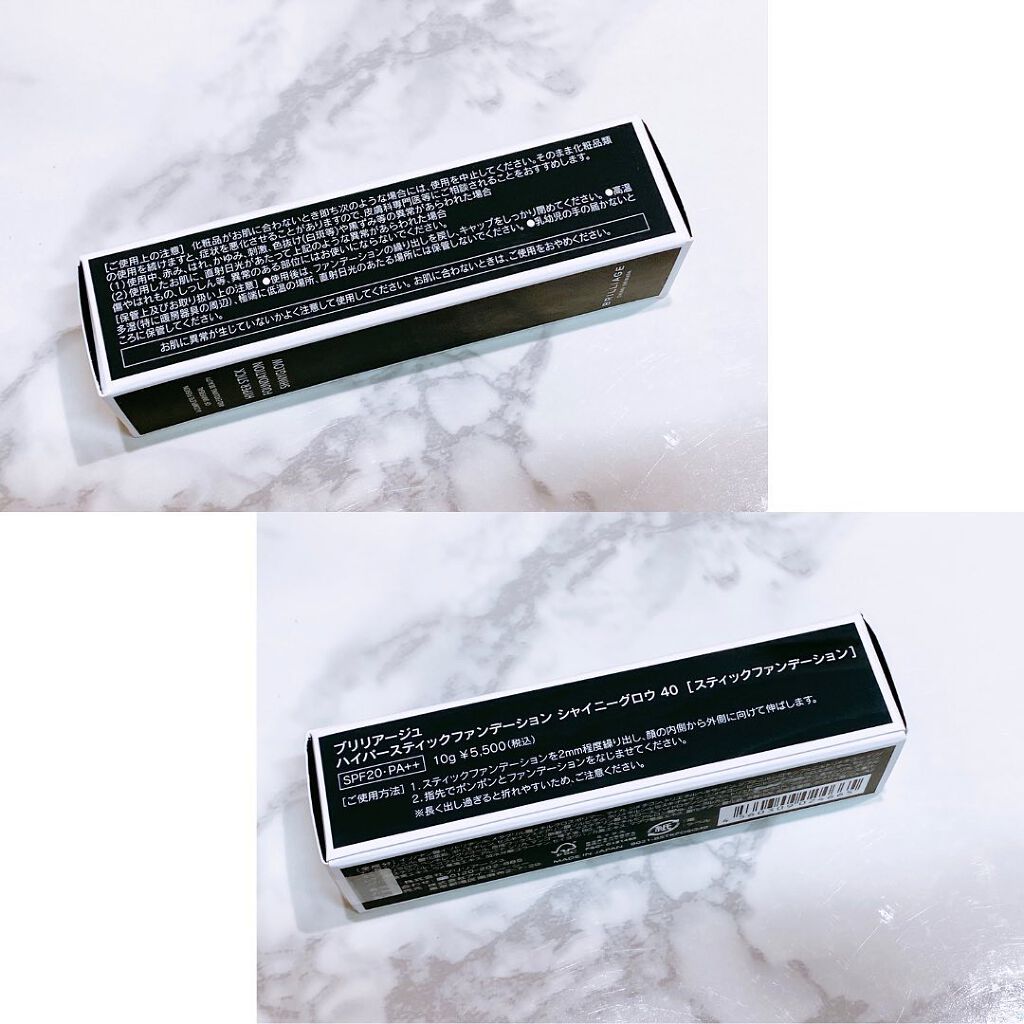 [ご使用上の注意] 化粧品がお肌に合わないとき即ち次のような場合には、使用を中止してください。そのまま化粧品類
の使用を続けますと、症状を悪化させることがありますので、皮膚科専門医等にご相談されることをおすすめします。
(1)使用中、赤み、はれ、かゆみ、刺激、色抜け(白斑等)や黒ずみ等の異常があらわれた場合
(2)使用したお肌に、直射日光があたって上記のような異常があらわれた場合
傷やはれもの、しっしん等、異常のある部位にはお使いにならないでください。
[保管上及びお取り扱い上の注意] ●使用後は、ファンデーションの繰り出しを戻し、キャップをしっかり閉めてください。●高温
多湿(特に暖房器具の周辺)、極端に低温の場所、直射日光のあたる場所には保管しないでください。●乳幼児の手の届かないと
ころに保管してください。
お肌に異常が生じていないかよく注意して使用してください。お肌に合わないときは、ご使用をおやめください。
BRILLIAGE
HYPER STICK
FOUNDATION
SHINYGLOW
ブリリアージュ
ハイパースティックファンデーション シャイニーグロウ 40 [スティックファンデーション]
SPF20・PA++ 10g ¥5,500(税込)
[ご使用方法] 1.スティックファンデーションを2mm程度繰り出し、顔の内側から外側に向けて伸ばします。
2.指先でポンポンとファンデーションをなじませてください。
※長く出し過ぎると折れやすいため、ご注意ください。
MADE IN JAPAN